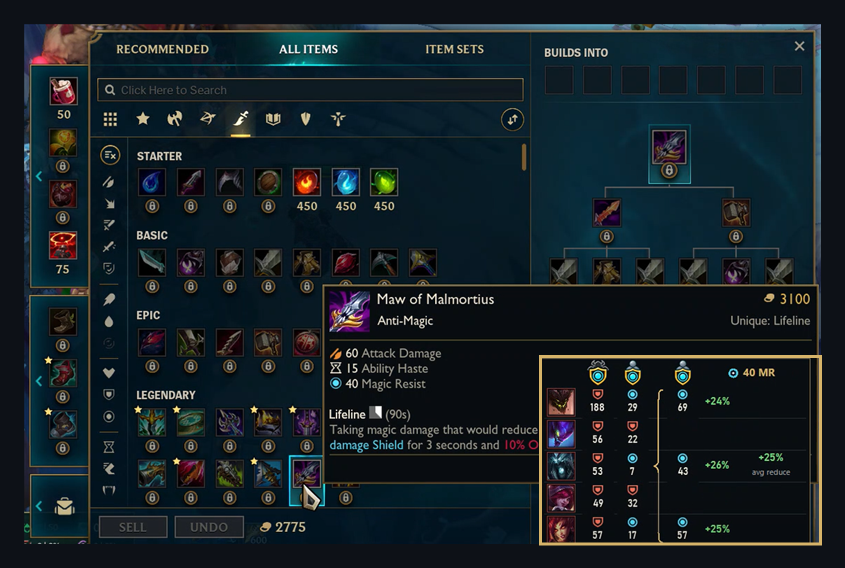 RECOMMENDED
ALL ITEMS
ITEM SETS
BUILDS INTO
Click Here to Search
50
75
STARTER
450 450 450
BASIC
EPIC
LEGENDARY
Maw of Malmortius
3100
Anti-Magic
Unique: Lifeline
60 Attack Damage
15 Ability Haste
40 Magic Resist
Lifeline (90s)
Taking magic damage that would reduce
damage Shield for 3 seconds and 10% O
40 MR
188 29 69 +24%
56 22
53 7 43 +26% +25%
avg reduce
49 32
57 17 57 +25%
SELL
UNDO
2775
600